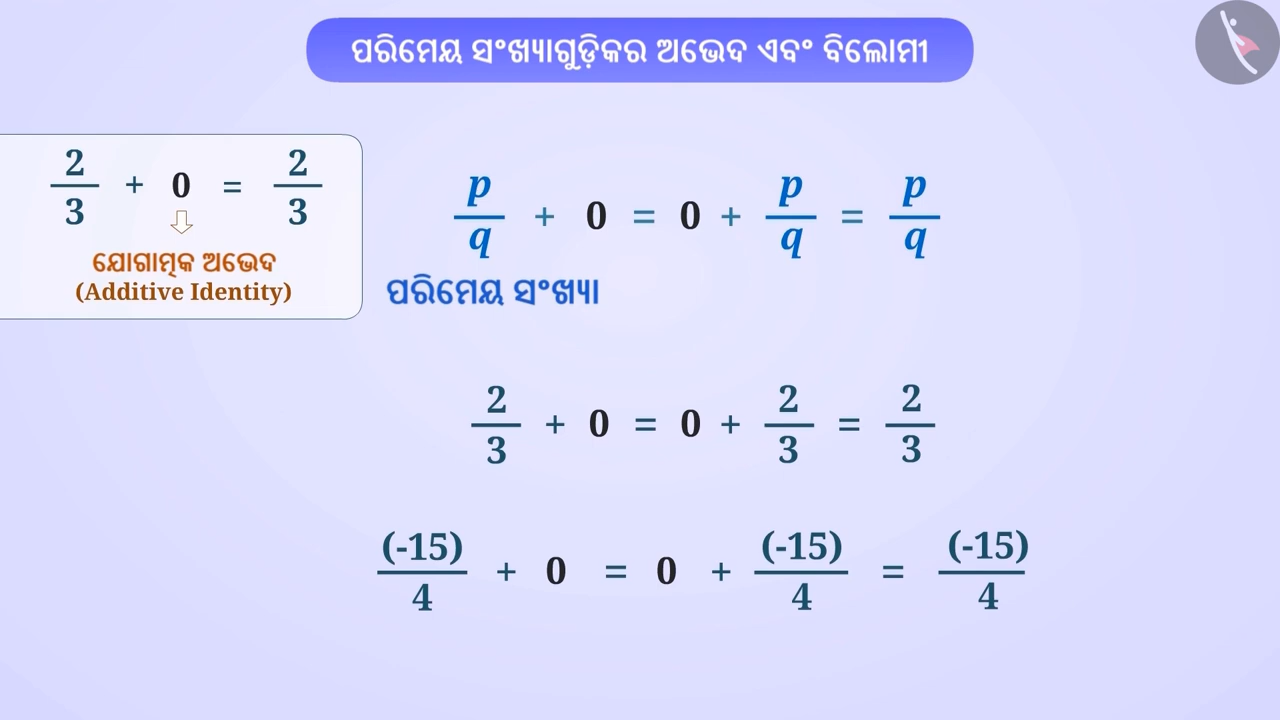 ପରିମେୟ ସଂଖ୍ୟାଗୁଡ଼ିକର ଅଭେଦ ଏବଂ ବିଲୋମୀ
2/3 + 0 = 2/3
ଯୋଗାତ୍ମକ ଅଭେଦ
(Additive Identity)
p/q + 0 = 0 + p/q = p/q
ପରିମେୟ ସଂଖ୍ୟା
2/3 + 0 = 0 + 2/3 = 2/3
(-15)/4 + 0 = 0 + (-15)/4 = (-15)/4